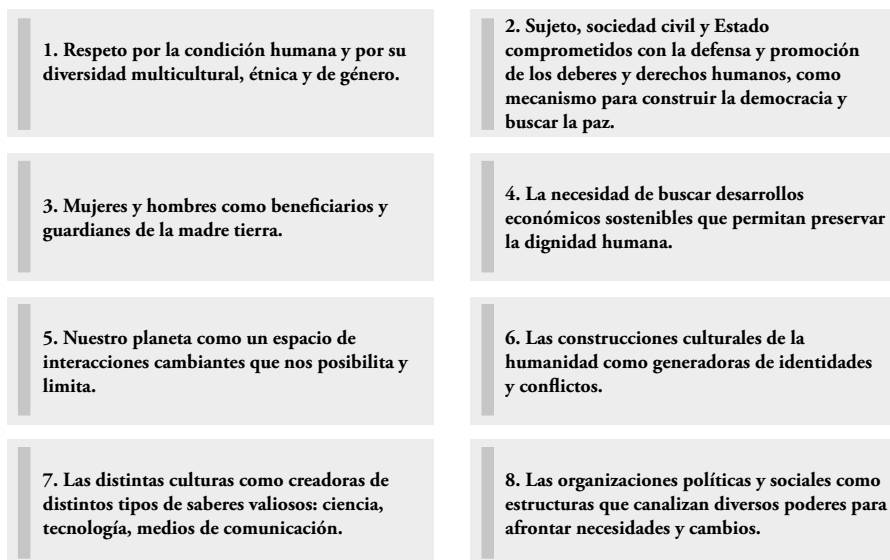 1. Respeto por la condición humana y por su
diversidad multicultural, étnica y de género.
2. Sujeto, sociedad civil y Estado
comprometidos con la defensa y promoción
de los deberes y derechos humanos, como
mecanismo para construir la democracia y
buscar la paz.
3. Mujeres y hombres como beneficiarios y
guardianes de la madre tierra.
4. La necesidad de buscar desarrollos
económicos sostenibles que permitan preservar
la dignidad humana.
5. Nuestro planeta como un espacio de
interacciones cambiantes que nos posibilita y
limita.
6. Las construcciones culturales de la
humanidad como generadoras de identidades
y conflictos.
7. Las distintas culturas como creadoras de
distintos tipos de saberes valiosos: ciencia,
tecnología, medios de comunicación.
8. Las organizaciones políticas y sociales como
estructuras que canalizan diversos poderes para
afrontar necesidades y cambios.